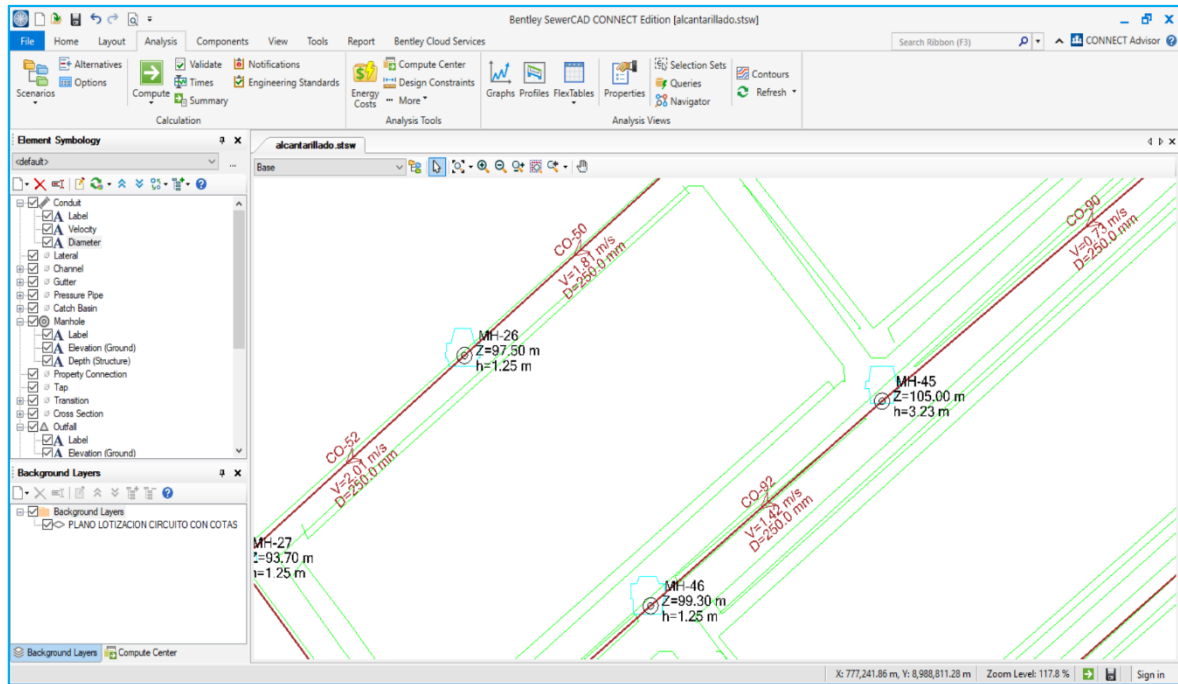 Bentley SewerCAD CONNECT Edition [alcantarillado.stsw]
File Home Layout Analysis Components View Tools Report Bentley Cloud Services
Search Ribbon (F3)
CONNECT Advisor
Scenarios
Alternatives
Options
Compute
Validate
Times
Summary
Notifications
Engineering Standards
Calculation
Energy Costs
Compute Center
Design Constraints
More
Analysis Tools
Graphs
Profiles
FlexTables
Properties
Selection Sets
Queries
Navigator
Contours
Refresh
Analysis Views
Element Symbology
<default>
...
Conduit
Label
Velocity
Diameter
Lateral
Channel
Gutter
Pressure Pipe
Catch Basin
Manhole
Label
Elevation (Ground)
Depth (Structure)
Property Connection
Tap
Transition
Cross Section
Outfall
Label
Elevation (Ground)
Background Layers
Background Layers
PLANO LOTIZACION CIRCUITO CON COTAS
Background Layers
Compute Center
alcantarillado.stsw
Base
CO-50
V=1.81 m/s
D=250.0 mm
CO-90
V=0.73 m/s
D=250.0 mm
MH-26
Z=97.50 m
h=1.25 m
MH-45
Z=105.00 m
h=3.23 m
CO-52
V=2.01 m/s
D=250.0 mm
CO-92
V=1.42 m/s
D=250.0 mm
MH-27
Z=93.70 m
h=1.25 m
MH-46
Z=99.30 m
h=1.25 m
X: 777,241.86 m, Y: 8,988,811.28 m
Zoom Level: 117.8 %
Sign in